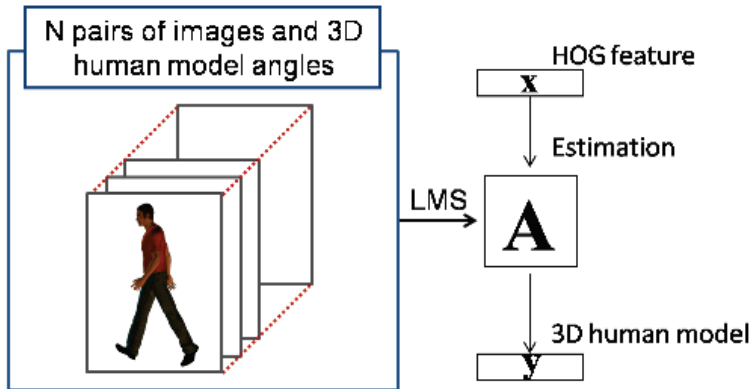 N pairs of images and 3D
human model angles
HOG feature
x
Estimation
LMS
A
3D human model
y